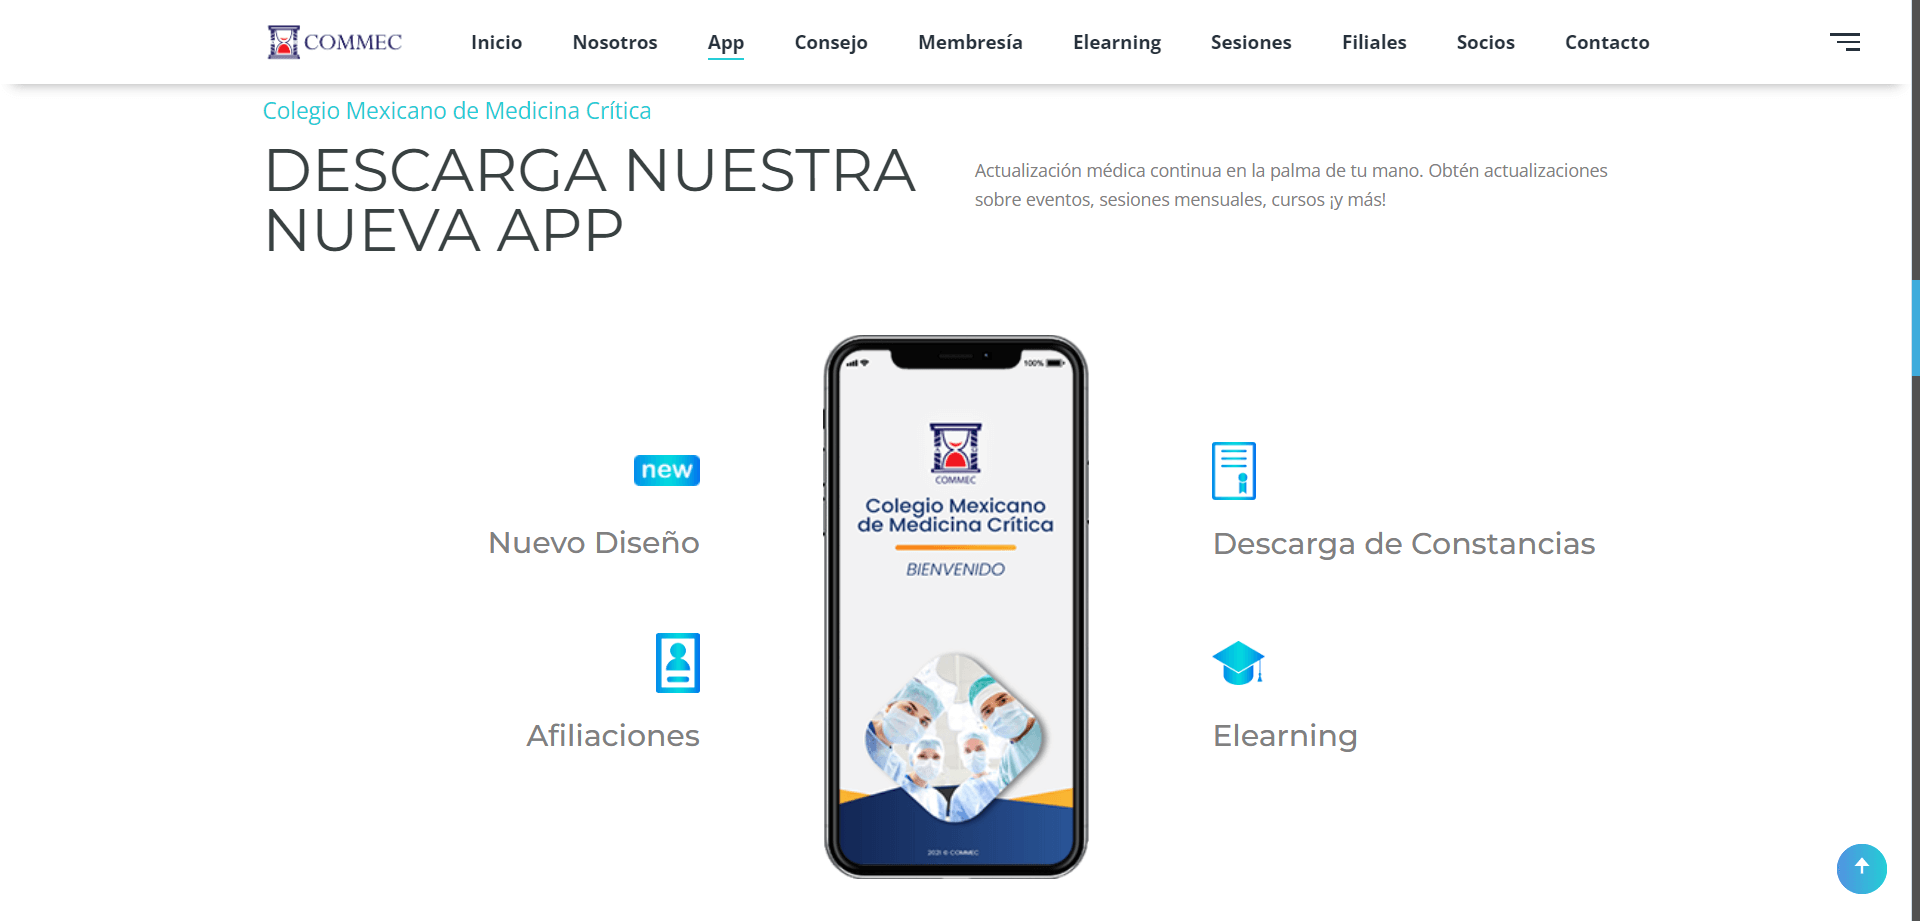 COMMEC
Inicio
Nosotros
App
Consejo
Membresía
Elearning
Sesiones
Filiales
Socios
Contacto
Colegio Mexicano de Medicina Crítica
DESCARGA NUESTRA
NUEVA APP
Actualización médica continua en la palma de tu mano. Obtén actualizaciones
sobre eventos, sesiones mensuales, cursos ¡y más!
new
Nuevo Diseño
Afiliaciones
100%
COMMEC
Colegio Mexicano
de Medicina Crítica
BIENVENIDO
2021 © COMMEC
Descarga de Constancias
Elearning